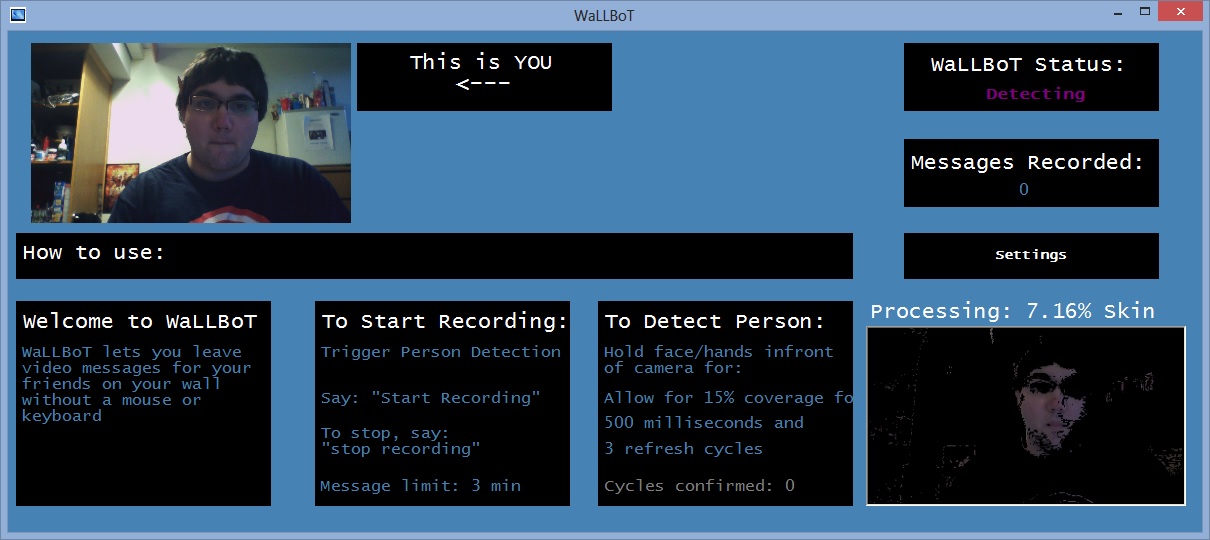 WaLLBoT
This is YOU
<---
WaLLBoT Status:
Detecting
Messages Recorded:
0
How to use:
Settings
Welcome to WaLLBoT
WaLLBoT lets you leave
video messages for your
friends on your wall
without a mouse or
keyboard
To Start Recording:
Trigger Person Detection
Say: "Start Recording"
To stop, say:
"stop recording"
Message limit: 3 min
To Detect Person:
Hold face/hands infront
of camera for:
Allow for 15% coverage fo
500 milliseconds and
3 refresh cycles
Cycles confirmed: 0
Processing: 7.16% Skin